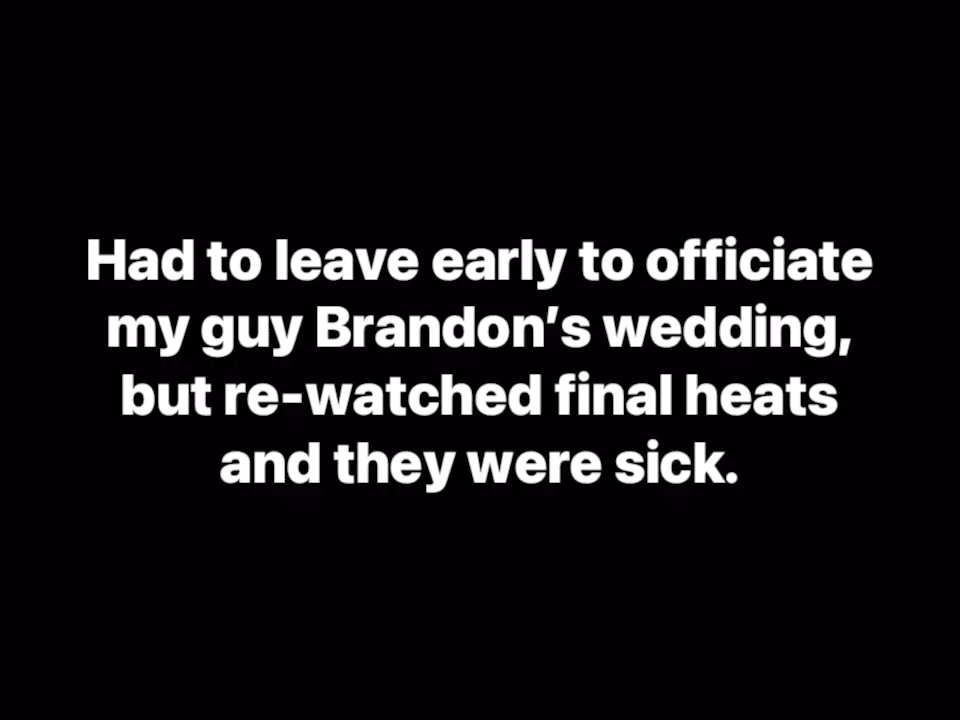 Had to leave early to officiate
my guy Brandon’s wedding,
but re-watched final heats
and they were sick.